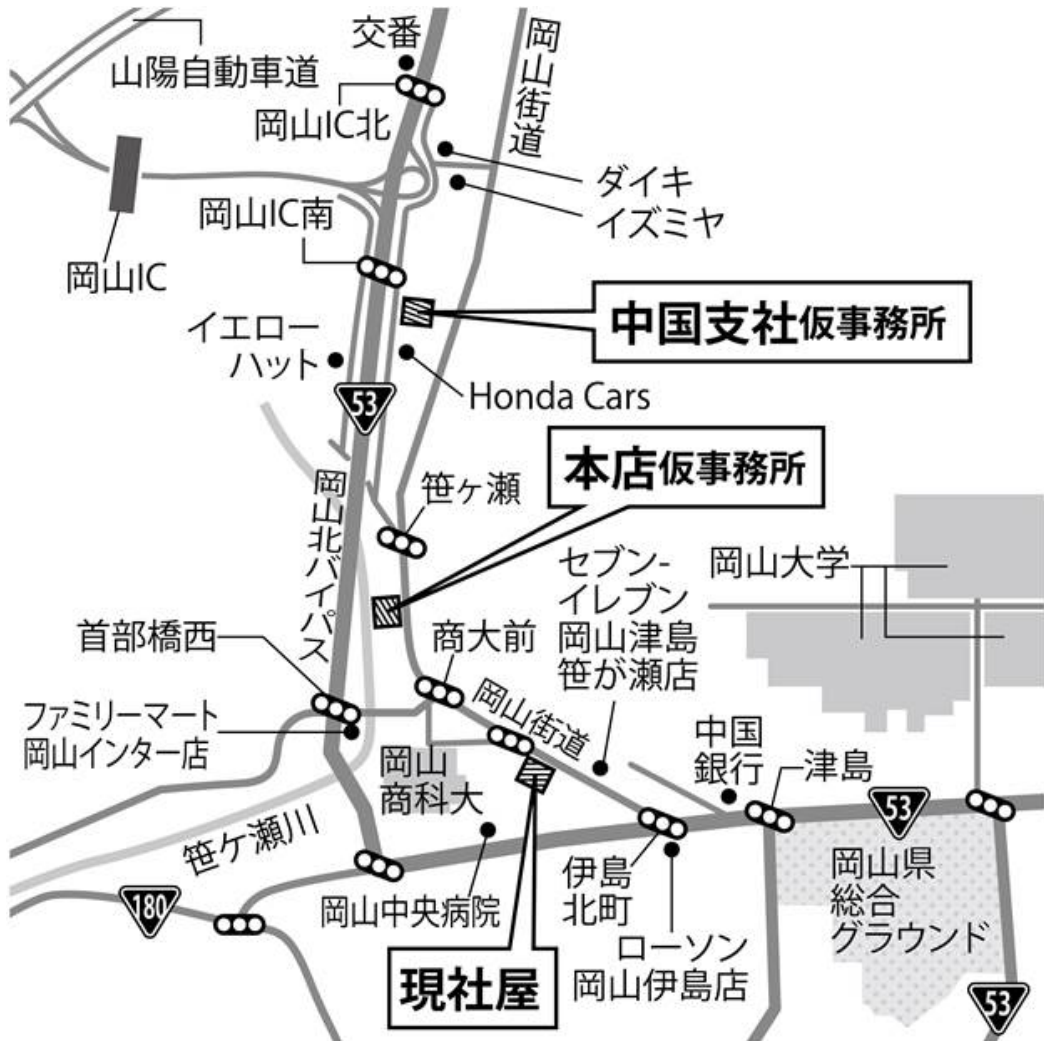 交番
山陽自動車道
岡山街道
岡山IC北
ダイキ
イズミヤ
岡山IC南
岡山IC
中国支社仮事務所
イエロー
ハット
Honda Cars
53
本店仮事務所
笹ヶ瀬
岡山北バイパス
セブン-
イレブン
岡山津島
笹が瀬店
岡山大学
首部橋西
商大前
岡山街道
ファミリーマート
岡山インター店
岡山
商科大
中国
銀行
津島
53
笹ケ瀬川
180
岡山中央病院
伊島
北町
岡山県
総合
グラウンド
ローソン
岡山伊島店
現社屋
53